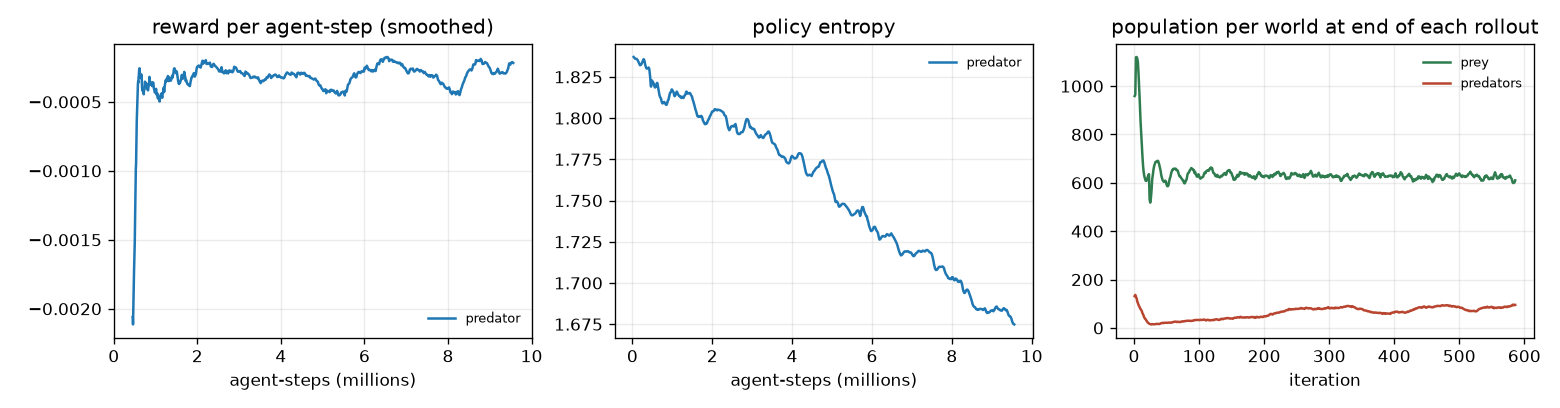 reward per agent-step (smoothed)
−0.0005
−0.0010
−0.0015
−0.0020
predator
0 2 4 6 8 10
agent-steps (millions)
policy entropy
1.825
1.800
1.775
1.750
1.725
1.700
1.675
predator
0 2 4 6 8 10
agent-steps (millions)
population per world at end of each rollout
1000
800
600
400
200
0
prey
predators
0 100 200 300 400 500 600
iteration